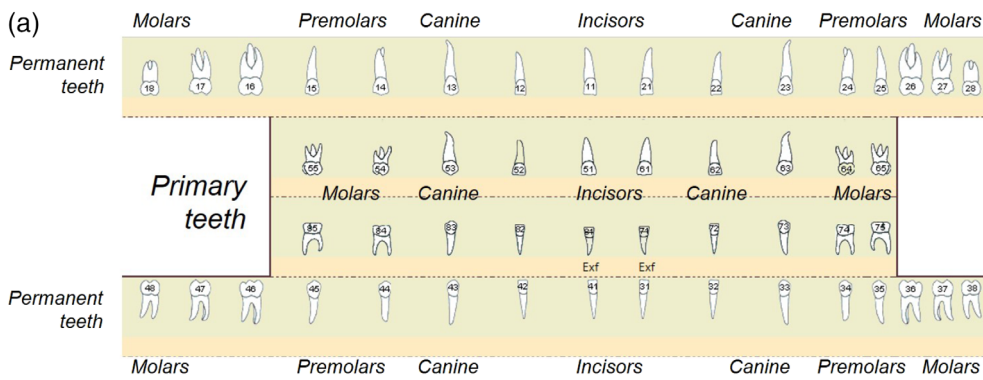 (a)
Molars Premolars Canine Incisors Canine Premolars Molars
Permanent teeth
18 17 16 15 14 13 12 11 21 22 23 24 25 26 27 28
55 54 53 52 51 61 62 63 64 65
Primary teeth
Molars Canine Incisors Canine Molars
85 84 83 82 72 73 74 75
Exf Exf
Permanent teeth
48 47 46 45 44 43 42 41 31 32 33 34 35 36 37 38
Molars Premolars Canine Incisors Canine Premolars Molars